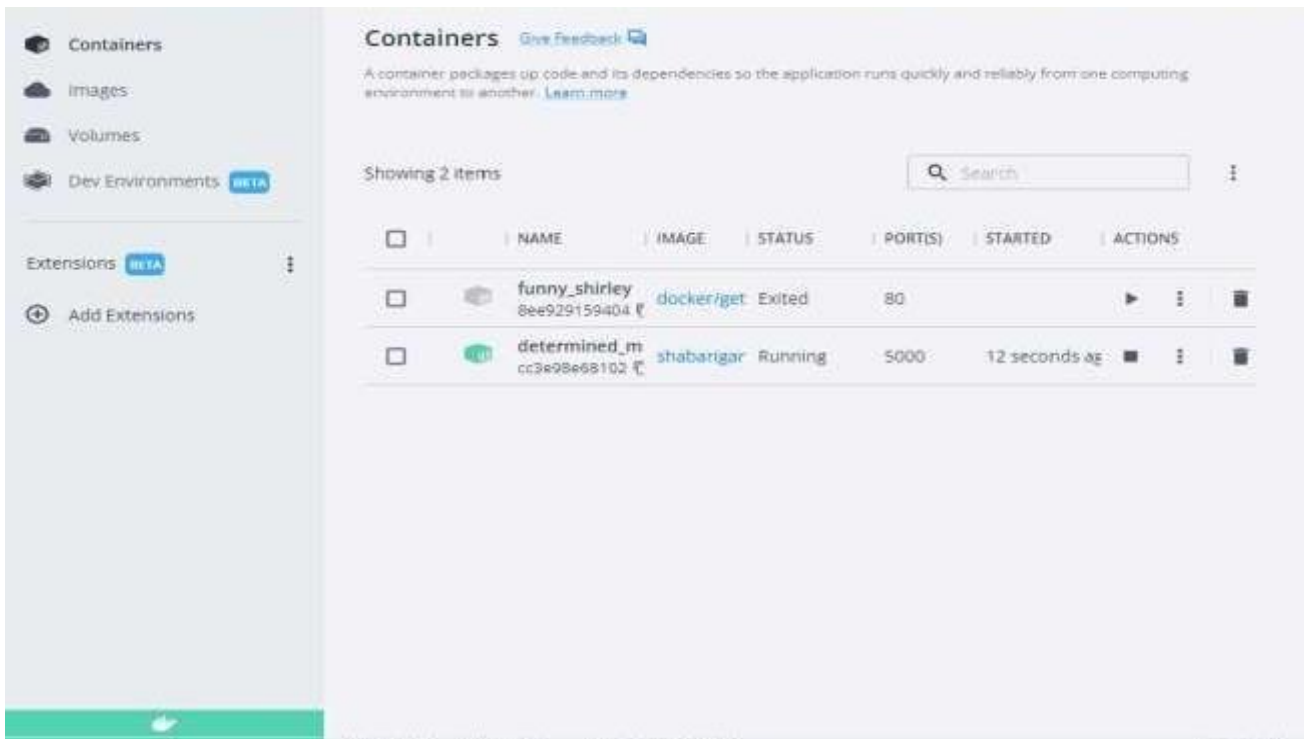 Containers
Images
Volumes
Dev Environments BETA
Extensions BETA
Add Extensions
Containers Give Feedback
A container packages up code and its dependencies so the application runs quickly and reliably from one computing
environment to another. Learn more
Showing 2 items
Search
NAME IMAGE STATUS PORT(S) STARTED ACTIONS
funny_shirley docker/get Exited 80
8ee929159404
determined_m shabarigar Running 5000 12 seconds ag
cc3e98e68102